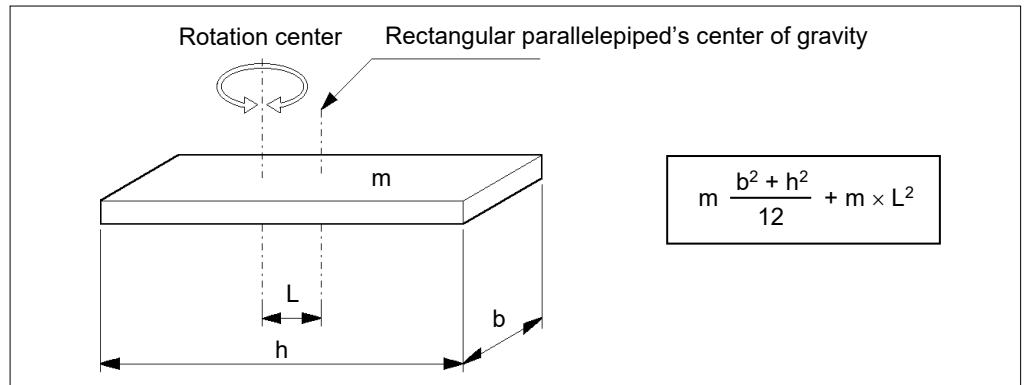 Rotation center
Rectangular parallelepiped's center of gravity
m
m (b² + h²)/12 + m × L²
L
b
h